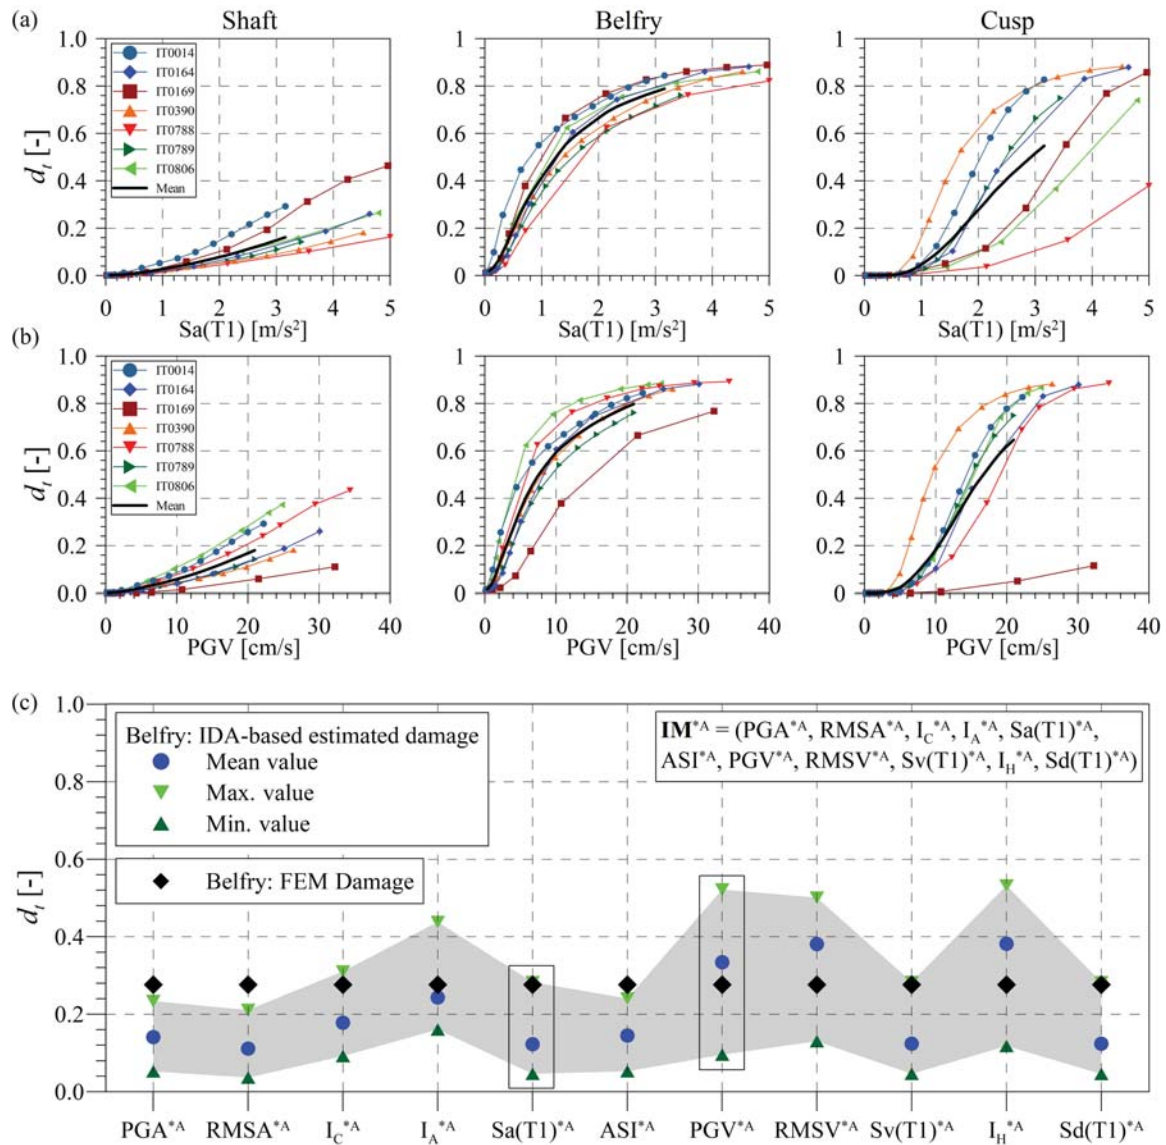 (a)
Shaft
Belfry
Cusp
1.0
0.8
0.6
0.4
0.2
0.0
d_t [-]
IT0014
IT0164
IT0169
IT0390
IT0788
IT0789
IT0806
Mean
0 1 2 3 4 5
Sa(T1) [m/s²]
1.0
0.8
0.6
0.4
0.2
0.0
0 1 2 3 4 5
Sa(T1) [m/s²]
1
0.8
0.6
0.4
0.2
0
0 1 2 3 4 5
Sa(T1) [m/s²]
(b)
1.0
0.8
0.6
0.4
0.2
0.0
d_t [-]
IT0014
IT0164
IT0169
IT0390
IT0788
IT0789
IT0806
Mean
0 10 20 30 40
PGV [cm/s]
1
0.8
0.6
0.4
0.2
0
0 10 20 30 40
PGV [cm/s]
1
0.8
0.6
0.4
0.2
0
0 10 20 30 40
PGV [cm/s]
(c)
1.0
0.8
0.6
0.4
0.2
0.0
d_t [-]
Belfry: IDA-based estimated damage
Mean value
Max. value
Min. value
Belfry: FEM Damage
IM*A = (PGA*A, RMSA*A, I_C*A, I_A*A, Sa(T1)*A,
ASI*A, PGV*A, RMSV*A, Sv(T1)*A, I_H*A, Sd(T1)*A)
PGA*A RMSA*A I_C*A I_A*A Sa(T1)*A ASI*A PGV*A RMSV*A Sv(T1)*A I_H*A Sd(T1)*A